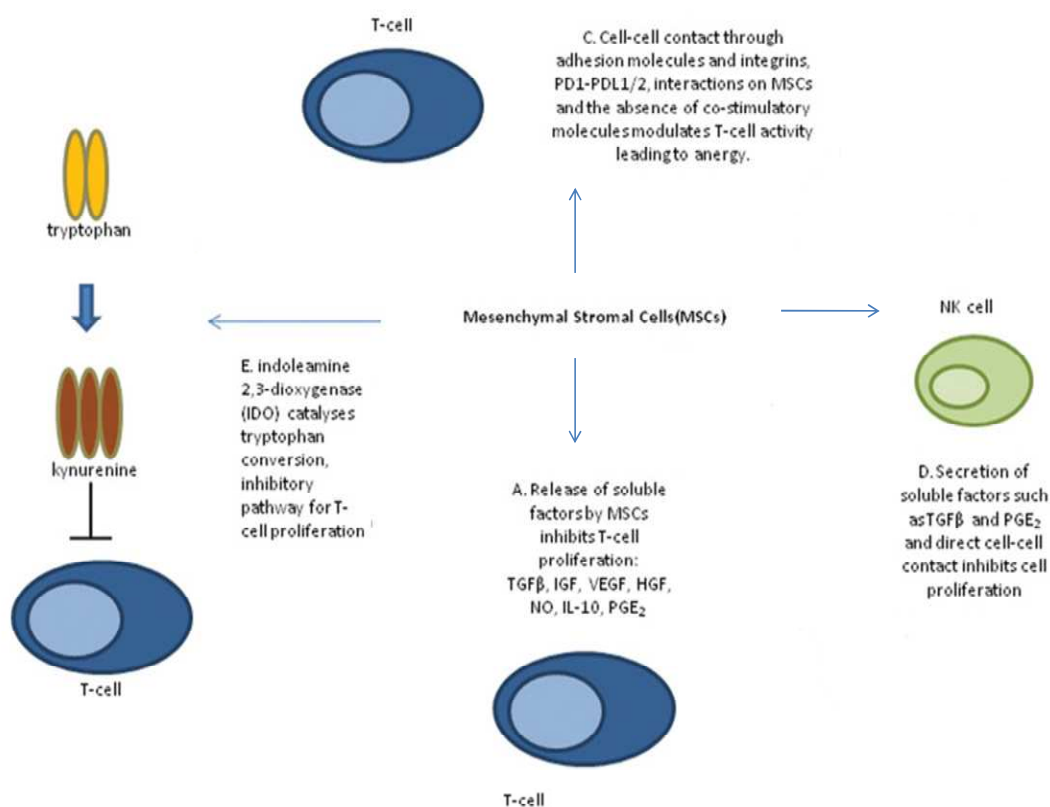 T-cell
C. Cell-cell contact through
adhesion molecules and integrins,
PD1-PDL1/2, interactions on MSCs
and the absence of co-stimulatory
molecules modulates T-cell activity
leading to anergy.
tryptophan
Mesenchymal Stromal Cells(MSCs)
NK cell
E. indoleamine
2,3-dioxygenase
(IDO) catalyses
tryptophan
conversion,
inhibitory
pathway for T-
cell proliferation
kynurenine
A. Release of soluble
factors by MSCs
inhibits T-cell
proliferation:
TGFβ, IGF, VEGF, HGF,
NO, IL-10, PGE₂
D. Secretion of
soluble factors such
asTGFβ and PGE₂
and direct cell-cell
contact inhibits cell
proliferation
T-cell
T-cell